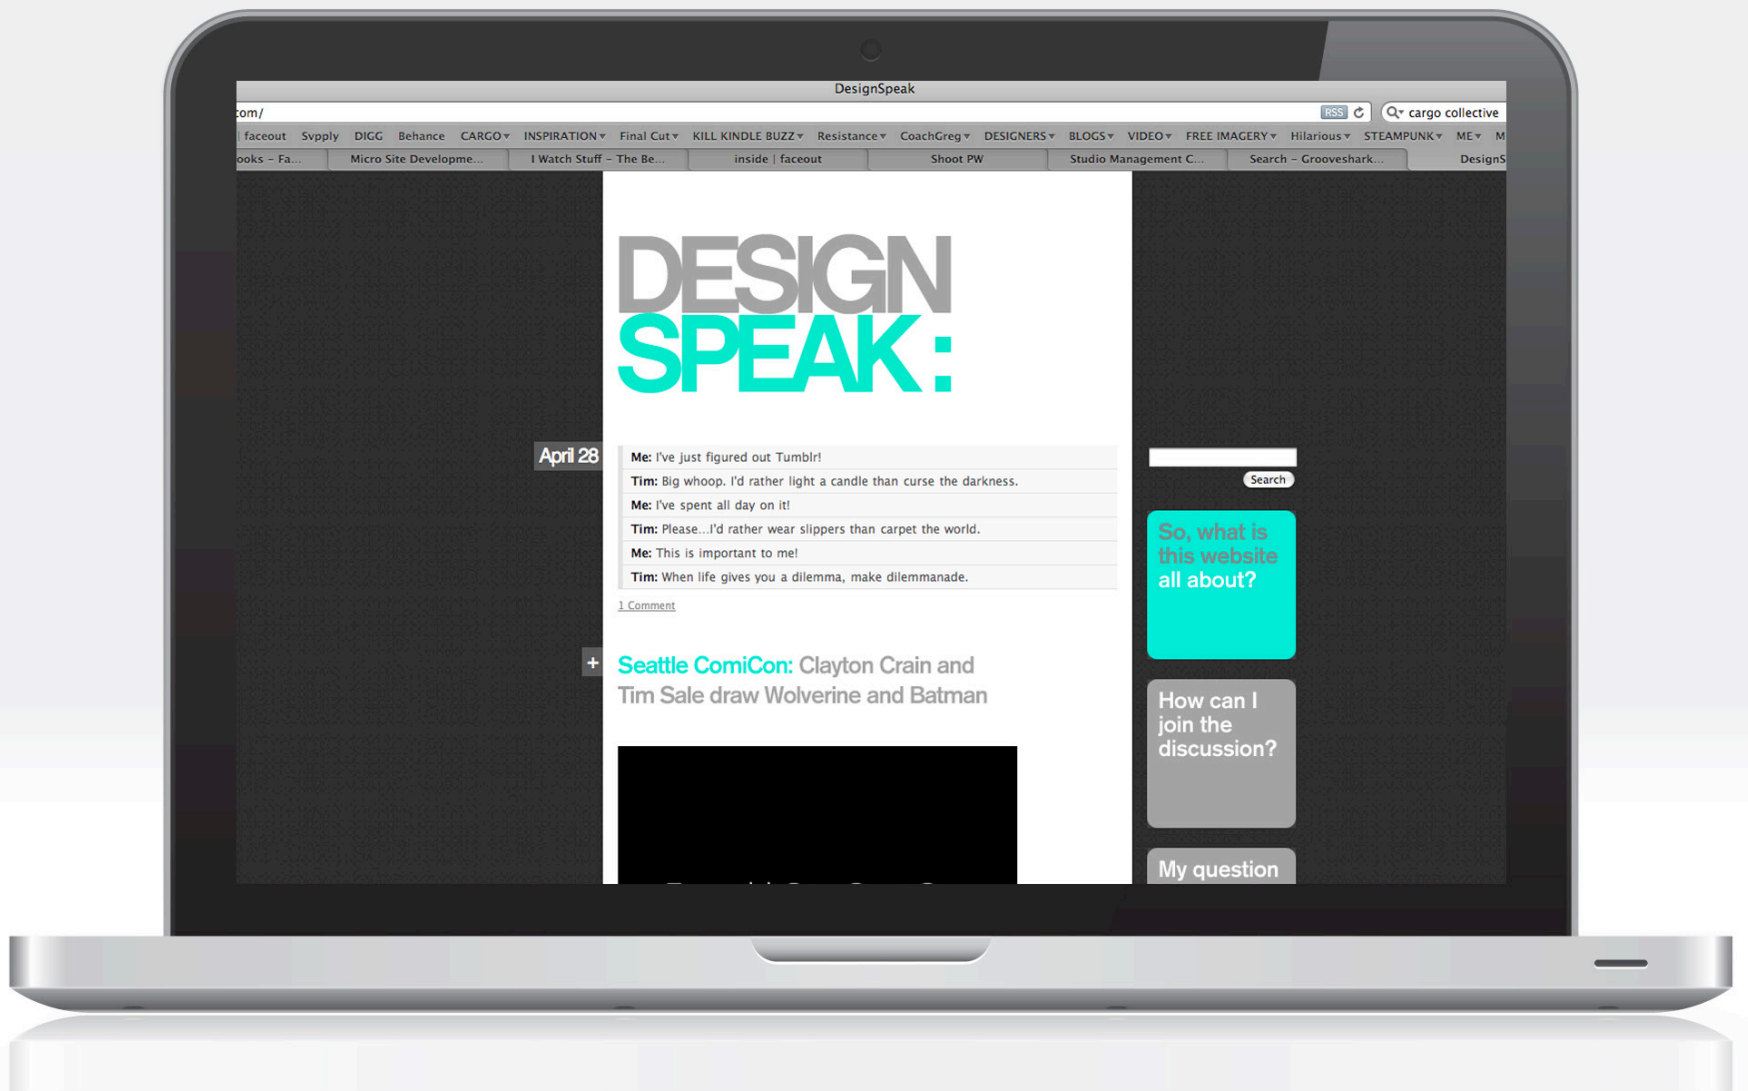 DesignSpeak
com/
RSS
cargo collective
faceout Svpply DIGG Behance CARGO INSPIRATION Final Cut KILL KINDLE BUZZ Resistance CoachGreg DESIGNERS BLOGS VIDEO FREE IMAGERY Hilarious STEAMPUNK ME M
ooks – Fa... Micro Site Developme... I Watch Stuff – The Be... inside | faceout Shoot PW Studio Management C... Search – Grooveshark... DesignS
DESIGN
SPEAK:
April 28
Me: I've just figured out Tumblr!
Tim: Big whoop. I'd rather light a candle than curse the darkness.
Me: I've spent all day on it!
Tim: Please...I'd rather wear slippers than carpet the world.
Me: This is important to me!
Tim: When life gives you a dilemma, make dilemmanade.
1 Comment
+
Seattle ComiCon: Clayton Crain and
Tim Sale draw Wolverine and Batman
Search
So, what is
this website
all about?
How can I
join the
discussion?
My question